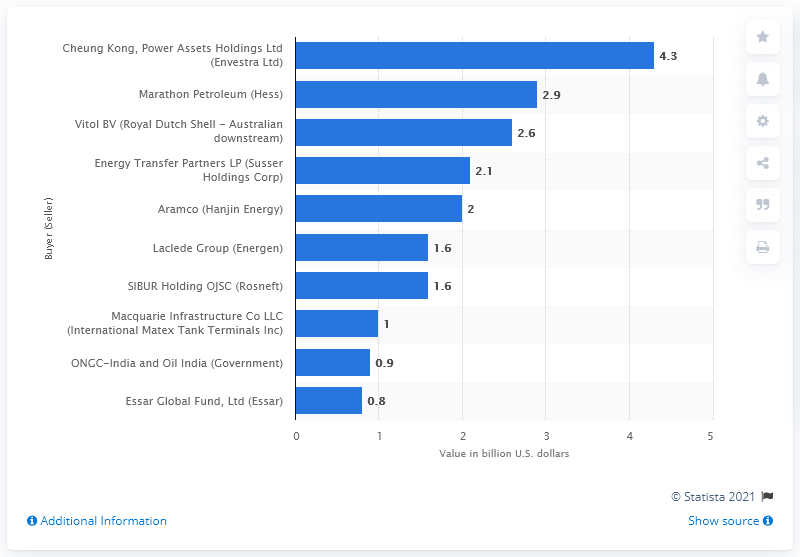 Cheung Kong, Power Assets Holdings Ltd
(Envestra Ltd)
4.3
Marathon Petroleum (Hess)
2.9
Vitol BV (Royal Dutch Shell - Australian
downstream)
2.6
Energy Transfer Partners LP (Susser
Holdings Corp)
2.1
Buyer (Seller)
Aramco (Hanjin Energy)
2
Laclede Group (Energen)
1.6
SIBUR Holding OJSC (Rosneft)
1.6
Macquarie Infrastructure Co LLC
(International Matex Tank Terminals Inc)
1
ONGC-India and Oil India (Government)
0.9
Essar Global Fund, Ltd (Essar)
0.8
0 1 2 3 4 5
Value in billion U.S. dollars
© Statista 2021
Additional Information
Show source